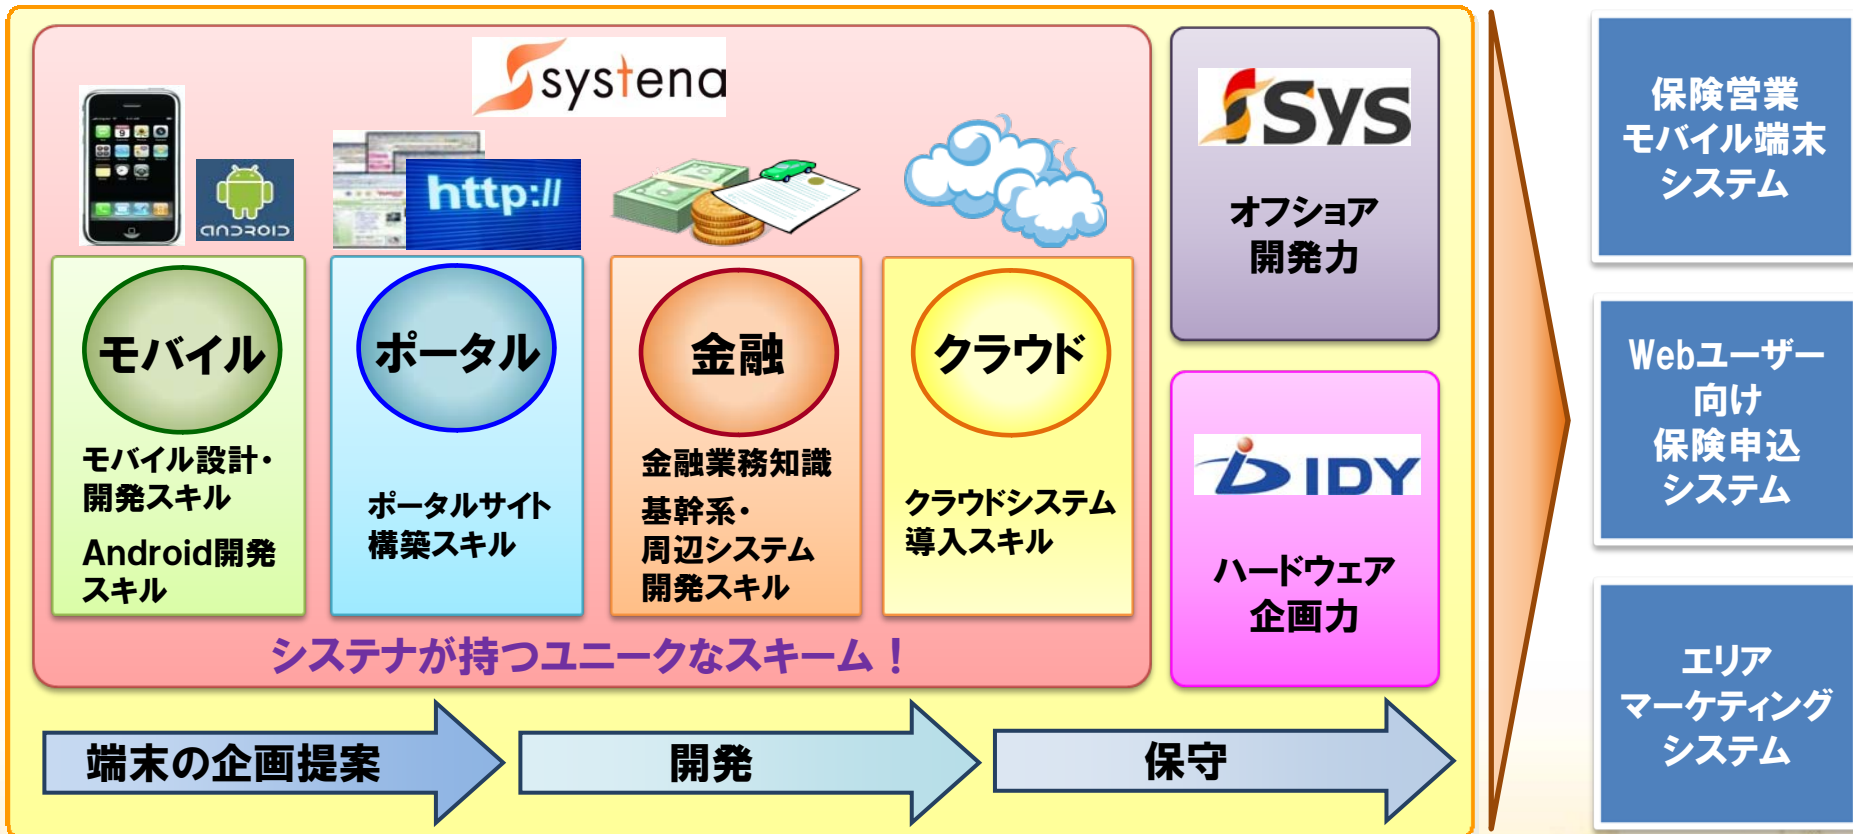 systena
ANDROID
http://
モバイル
モバイル設計・
開発スキル
Android開発
スキル
ポータル
ポータルサイト
構築スキル
金融
金融業務知識
基幹系・
周辺システム
開発スキル
クラウド
クラウドシステム
導入スキル
システナが持つユニークなスキーム！
Sys
オフショア
開発力
IDY
ハードウェア
企画力
端末の企画提案
開発
保守
保険営業
モバイル端末
システム
Webユーザー
向け
保険申込
システム
エリア
マーケティング
システム